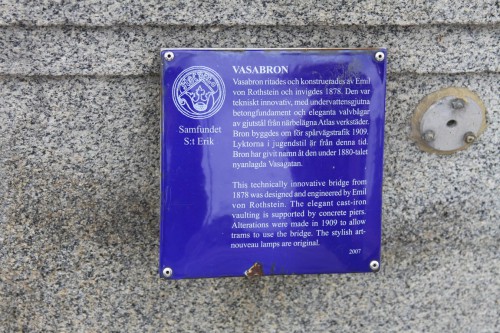 VASABRON
Vasabron ritades och konstruerades av Emil
von Rothstein och invigdes 1878. Den var
tekniskt innovativ, med undervattensgjutna
betongfundament och eleganta valvbågar
av gjutstål från närbelägna Atlas verkstäder.
Bron byggdes om för spårvägstrafik 1909.
Lyktorna i jugendstil är från denna tid.
Bron har givit namn åt den under 1880-talet
nyanlagda Vasagatan.
Samfundet
S:t Erik
This technically innovative bridge from
1878 was designed and engineered by Emil
von Rothstein. The elegant cast-iron
vaulting is supported by concrete piers.
Alterations were made in 1909 to allow
trams to use the bridge. The stylish art-
nouveau lamps are original.
2007